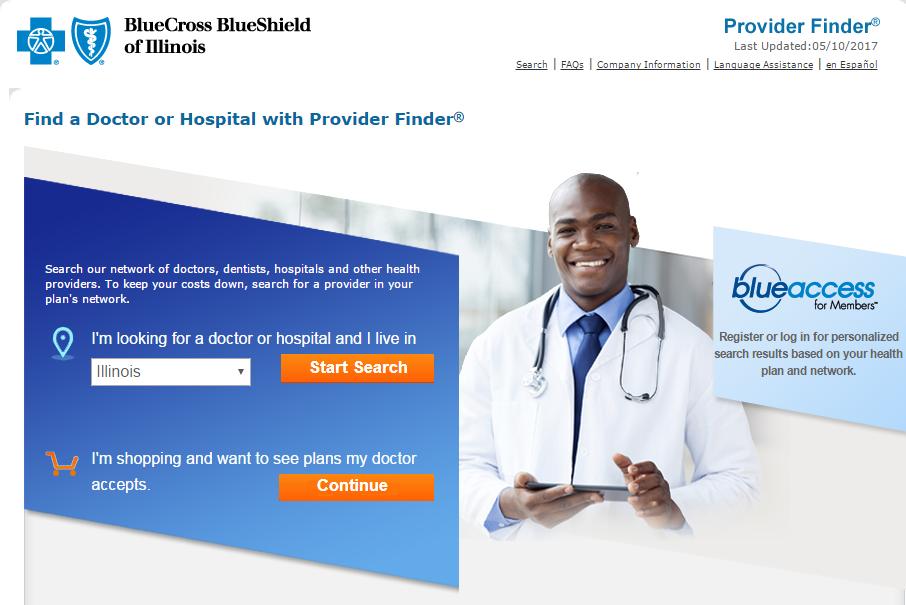 BlueCross BlueShield
of Illinois
Provider Finder®
Last Updated:05/10/2017
Search | FAQs | Company Information | Language Assistance | en Español
Find a Doctor or Hospital with Provider Finder®
Search our network of doctors, dentists, hospitals and other health
providers. To keep your costs down, search for a provider in your
plan's network.
I'm looking for a doctor or hospital and I live in
Illinois
Start Search
I'm shopping and want to see plans my doctor
accepts.
Continue
blueaccess
for Members℠
Register or log in for personalized
search results based on your health
plan and network.